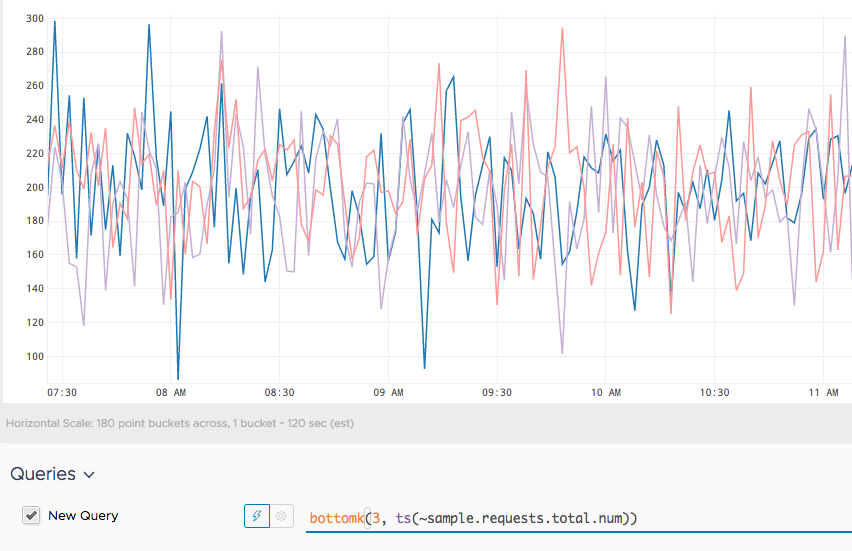 300
280
260
240
220
200
180
160
140
120
100
07:30 08 AM 08:30 09 AM 09:30 10 AM 10:30 11 AM
Horizontal Scale: 180 point buckets across, 1 bucket - 120 sec (est)
Queries
New Query bottomk(3, ts(~sample.requests.total.num))